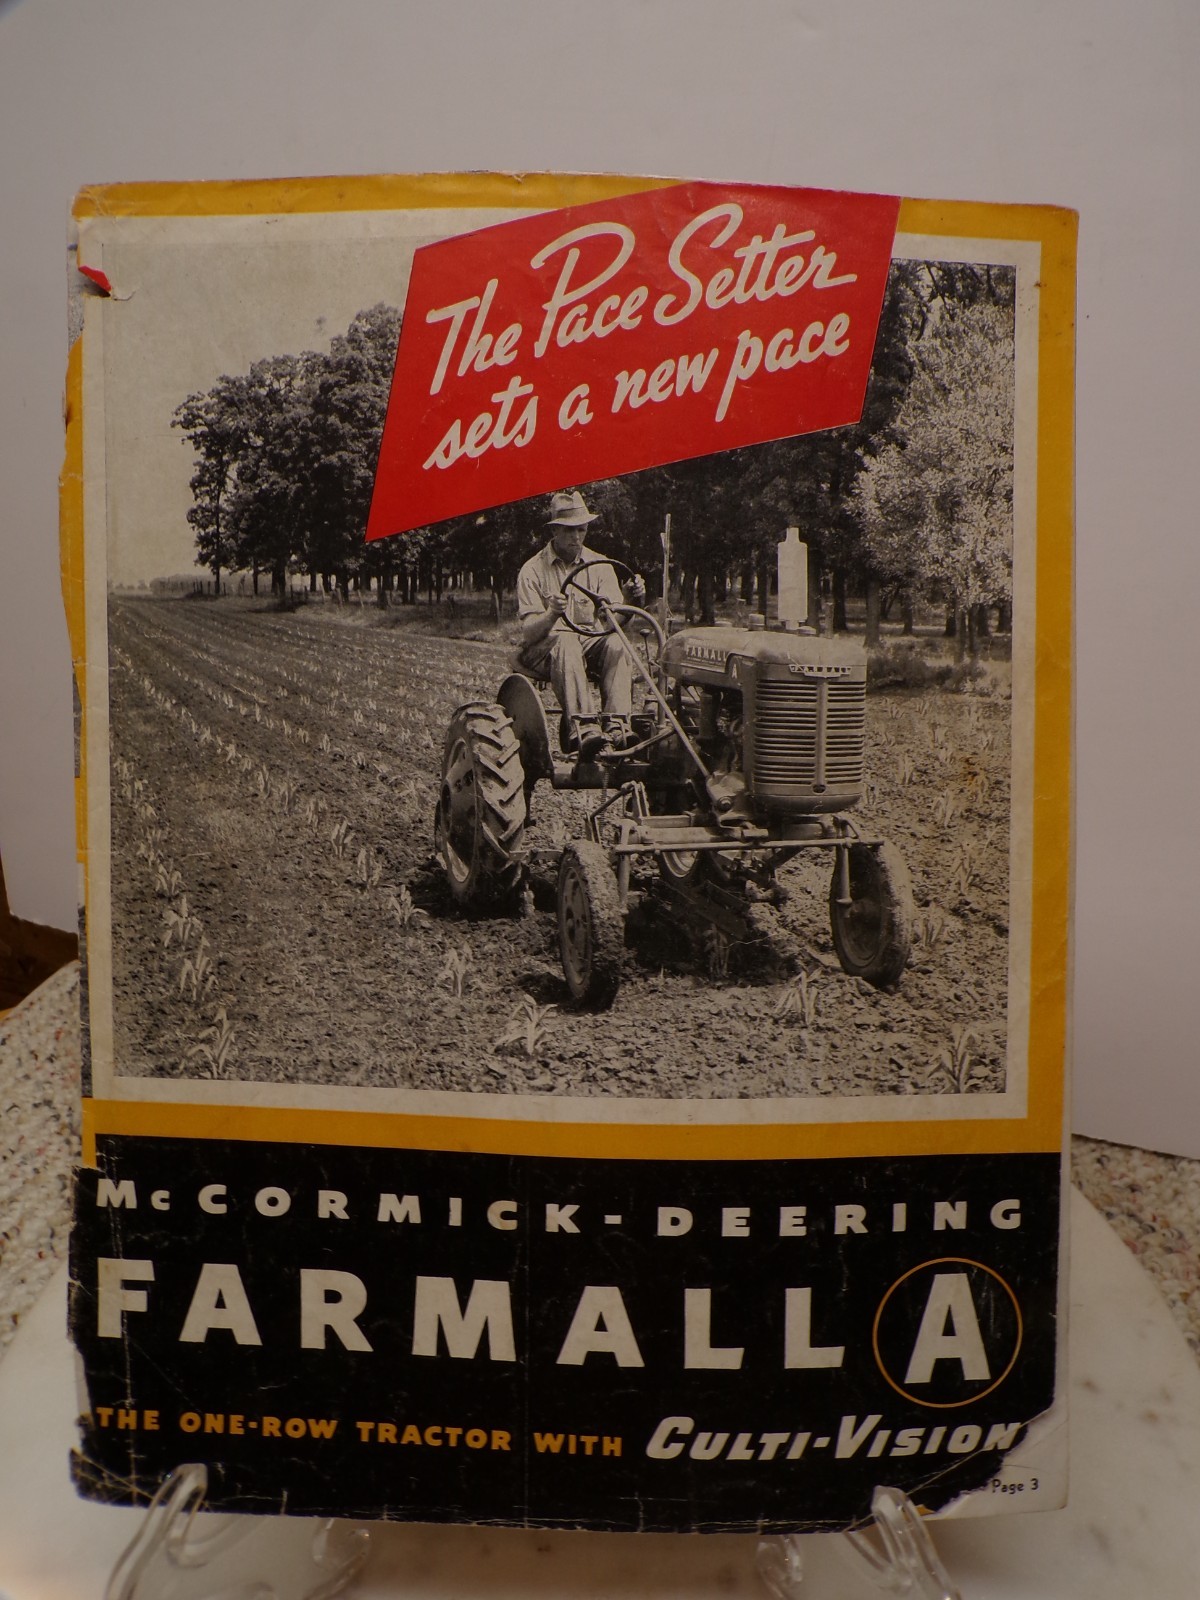 The Pace Setter
sets a new pace
FARMALL
A
McCORMICK-DEERING
FARMALL A
THE ONE-ROW TRACTOR WITH CULTI-VISION
Page 3